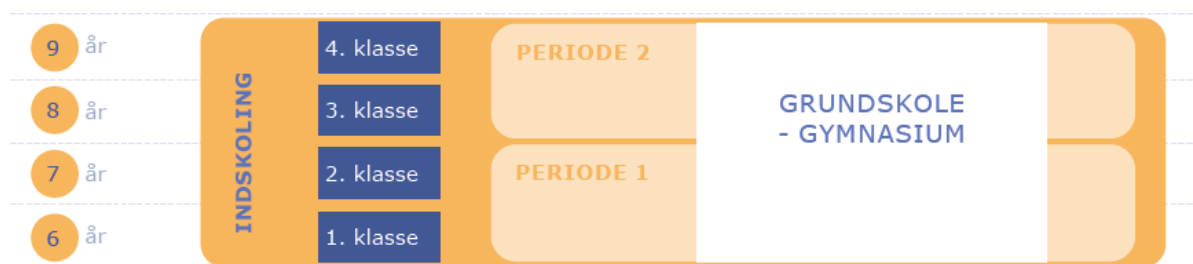 9 år
4. klasse
PERIODE 2
8 år
3. klasse
GRUNDSKOLE
- GYMNASIUM
INDSKOLING
7 år
2. klasse
PERIODE 1
6 år
1. klasse